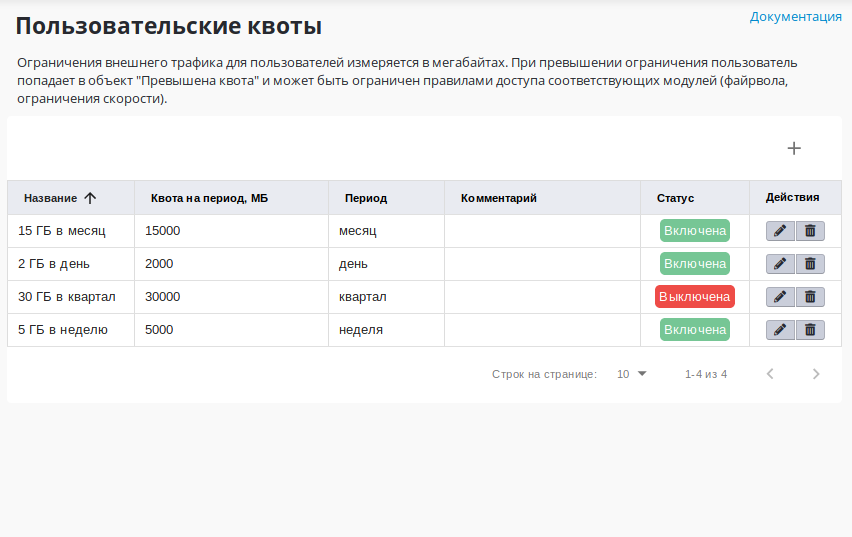 Пользовательские квоты
Документация
Ограничения внешнего трафика для пользователей измеряется в мегабайтах. При превышении ограничения пользователь
попадает в объект "Превышена квота" и может быть ограничен правилами доступа соответствующих модулей (файрвола,
ограничения скорости).
Название Квота на период, МБ Период Комментарий Статус Действия
15 ГБ в месяц 15000 месяц Включена
2 ГБ в день 2000 день Включена
30 ГБ в квартал 30000 квартал Выключена
5 ГБ в неделю 5000 неделя Включена
Строк на странице: 10 1-4 из 4